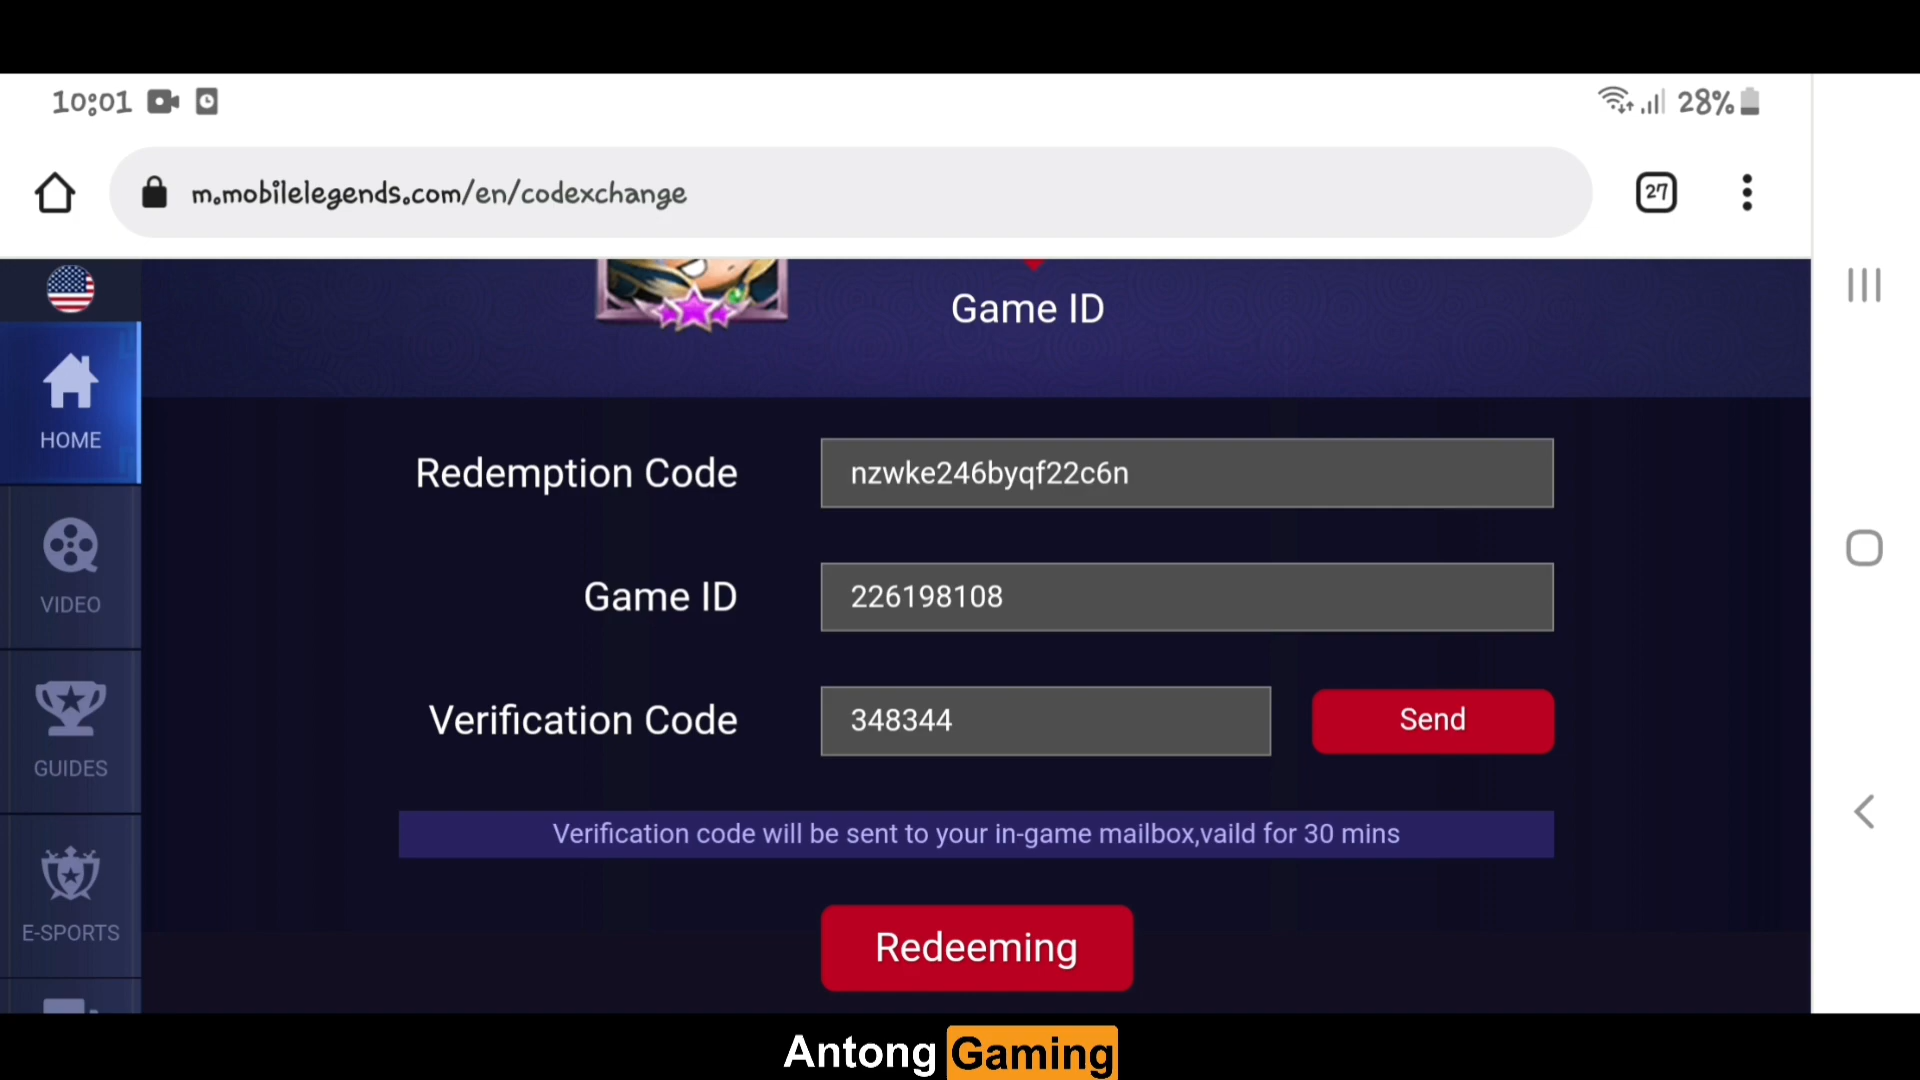 10:01
28%
m.mobilelegends.com/en/codexchange
27
Game ID
HOME
VIDEO
GUIDES
E-SPORTS
Redemption Code
nzwke246byqf22c6n
Game ID
226198108
Verification Code
348344
Send
Verification code will be sent to your in-game mailbox,vaild for 30 mins
Redeeming
Antong Gaming